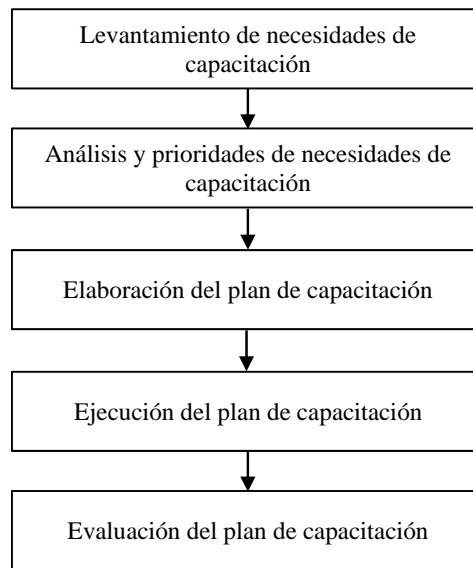 Levantamiento de necesidades de
capacitación
Análisis y prioridades de necesidades de
capacitación
Elaboración del plan de capacitación
Ejecución del plan de capacitación
Evaluación del plan de capacitación